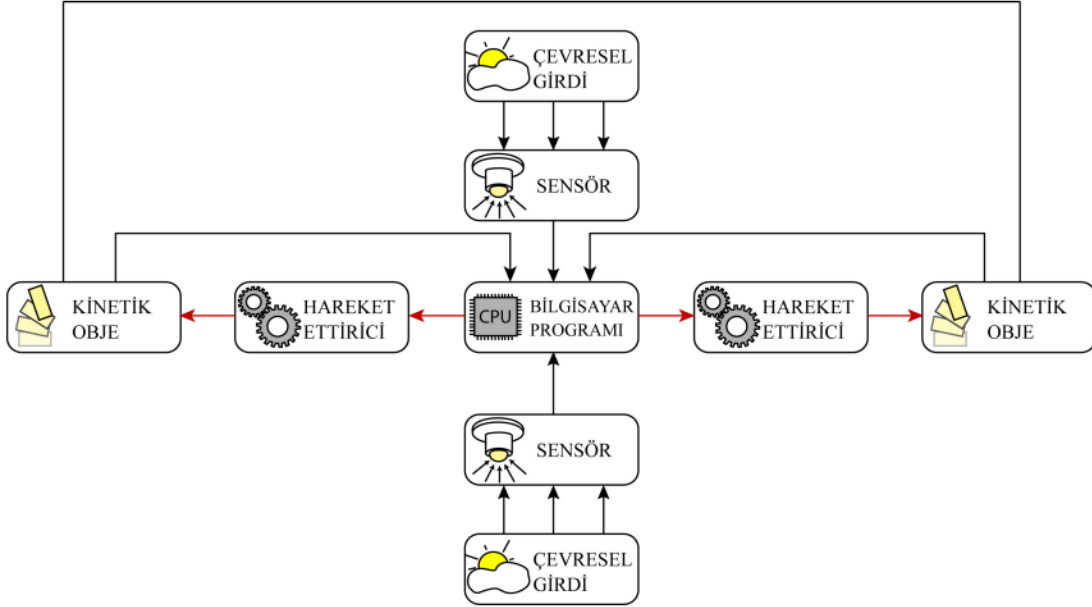 ÇEVRESEL
GİRDİ
SENSÖR
KİNETİK
OBJE
HAREKET
ETTİRİCİ
CPU
BİLGİSAYAR
PROGRAMI
HAREKET
ETTİRİCİ
KİNETİK
OBJE
SENSÖR
ÇEVRESEL
GİRDİ